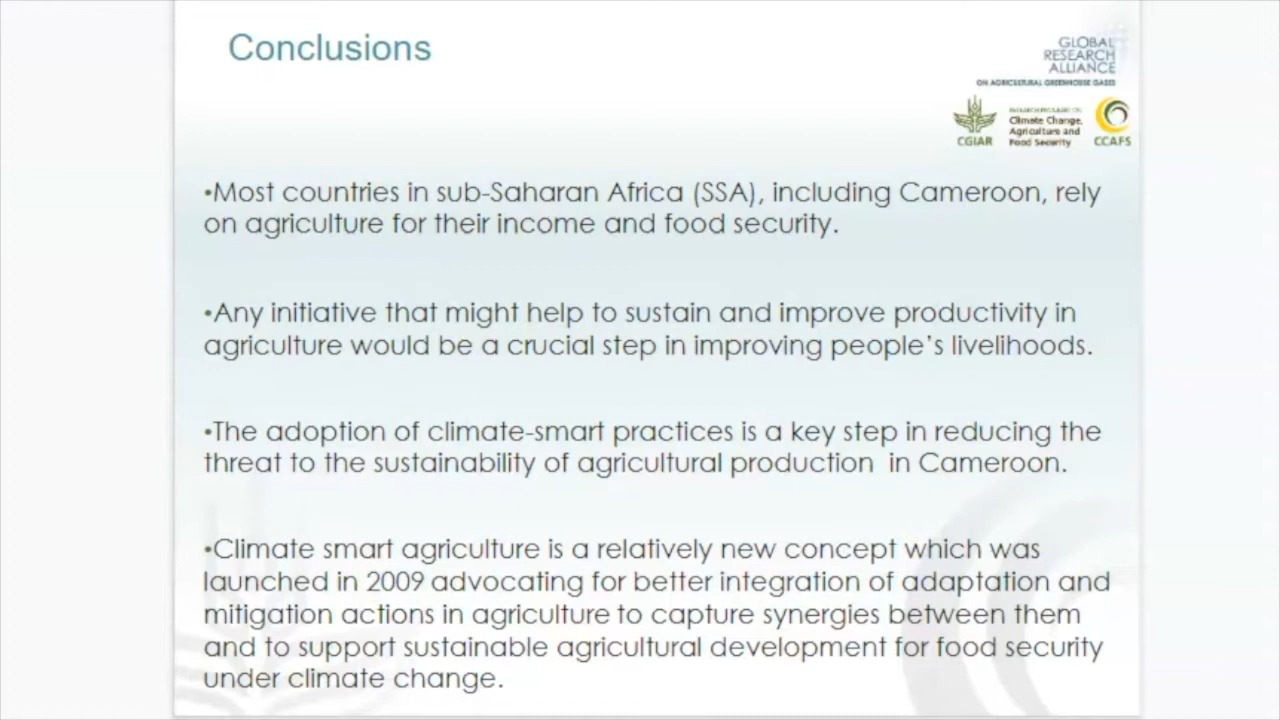 Conclusions
GLOBAL
RESEARCH
ALLIANCE
ON AGRICULTURAL GREENHOUSE GASES
RESEARCH PROGRAM ON
Climate Change,
Agriculture and
Food Security
CGIAR
CCAFS
•Most countries in sub-Saharan Africa (SSA), including Cameroon, rely
on agriculture for their income and food security.
•Any initiative that might help to sustain and improve productivity in
agriculture would be a crucial step in improving people’s livelihoods.
•The adoption of climate-smart practices is a key step in reducing the
threat to the sustainability of agricultural production in Cameroon.
•Climate smart agriculture is a relatively new concept which was
launched in 2009 advocating for better integration of adaptation and
mitigation actions in agriculture to capture synergies between them
and to support sustainable agricultural development for food security
under climate change.